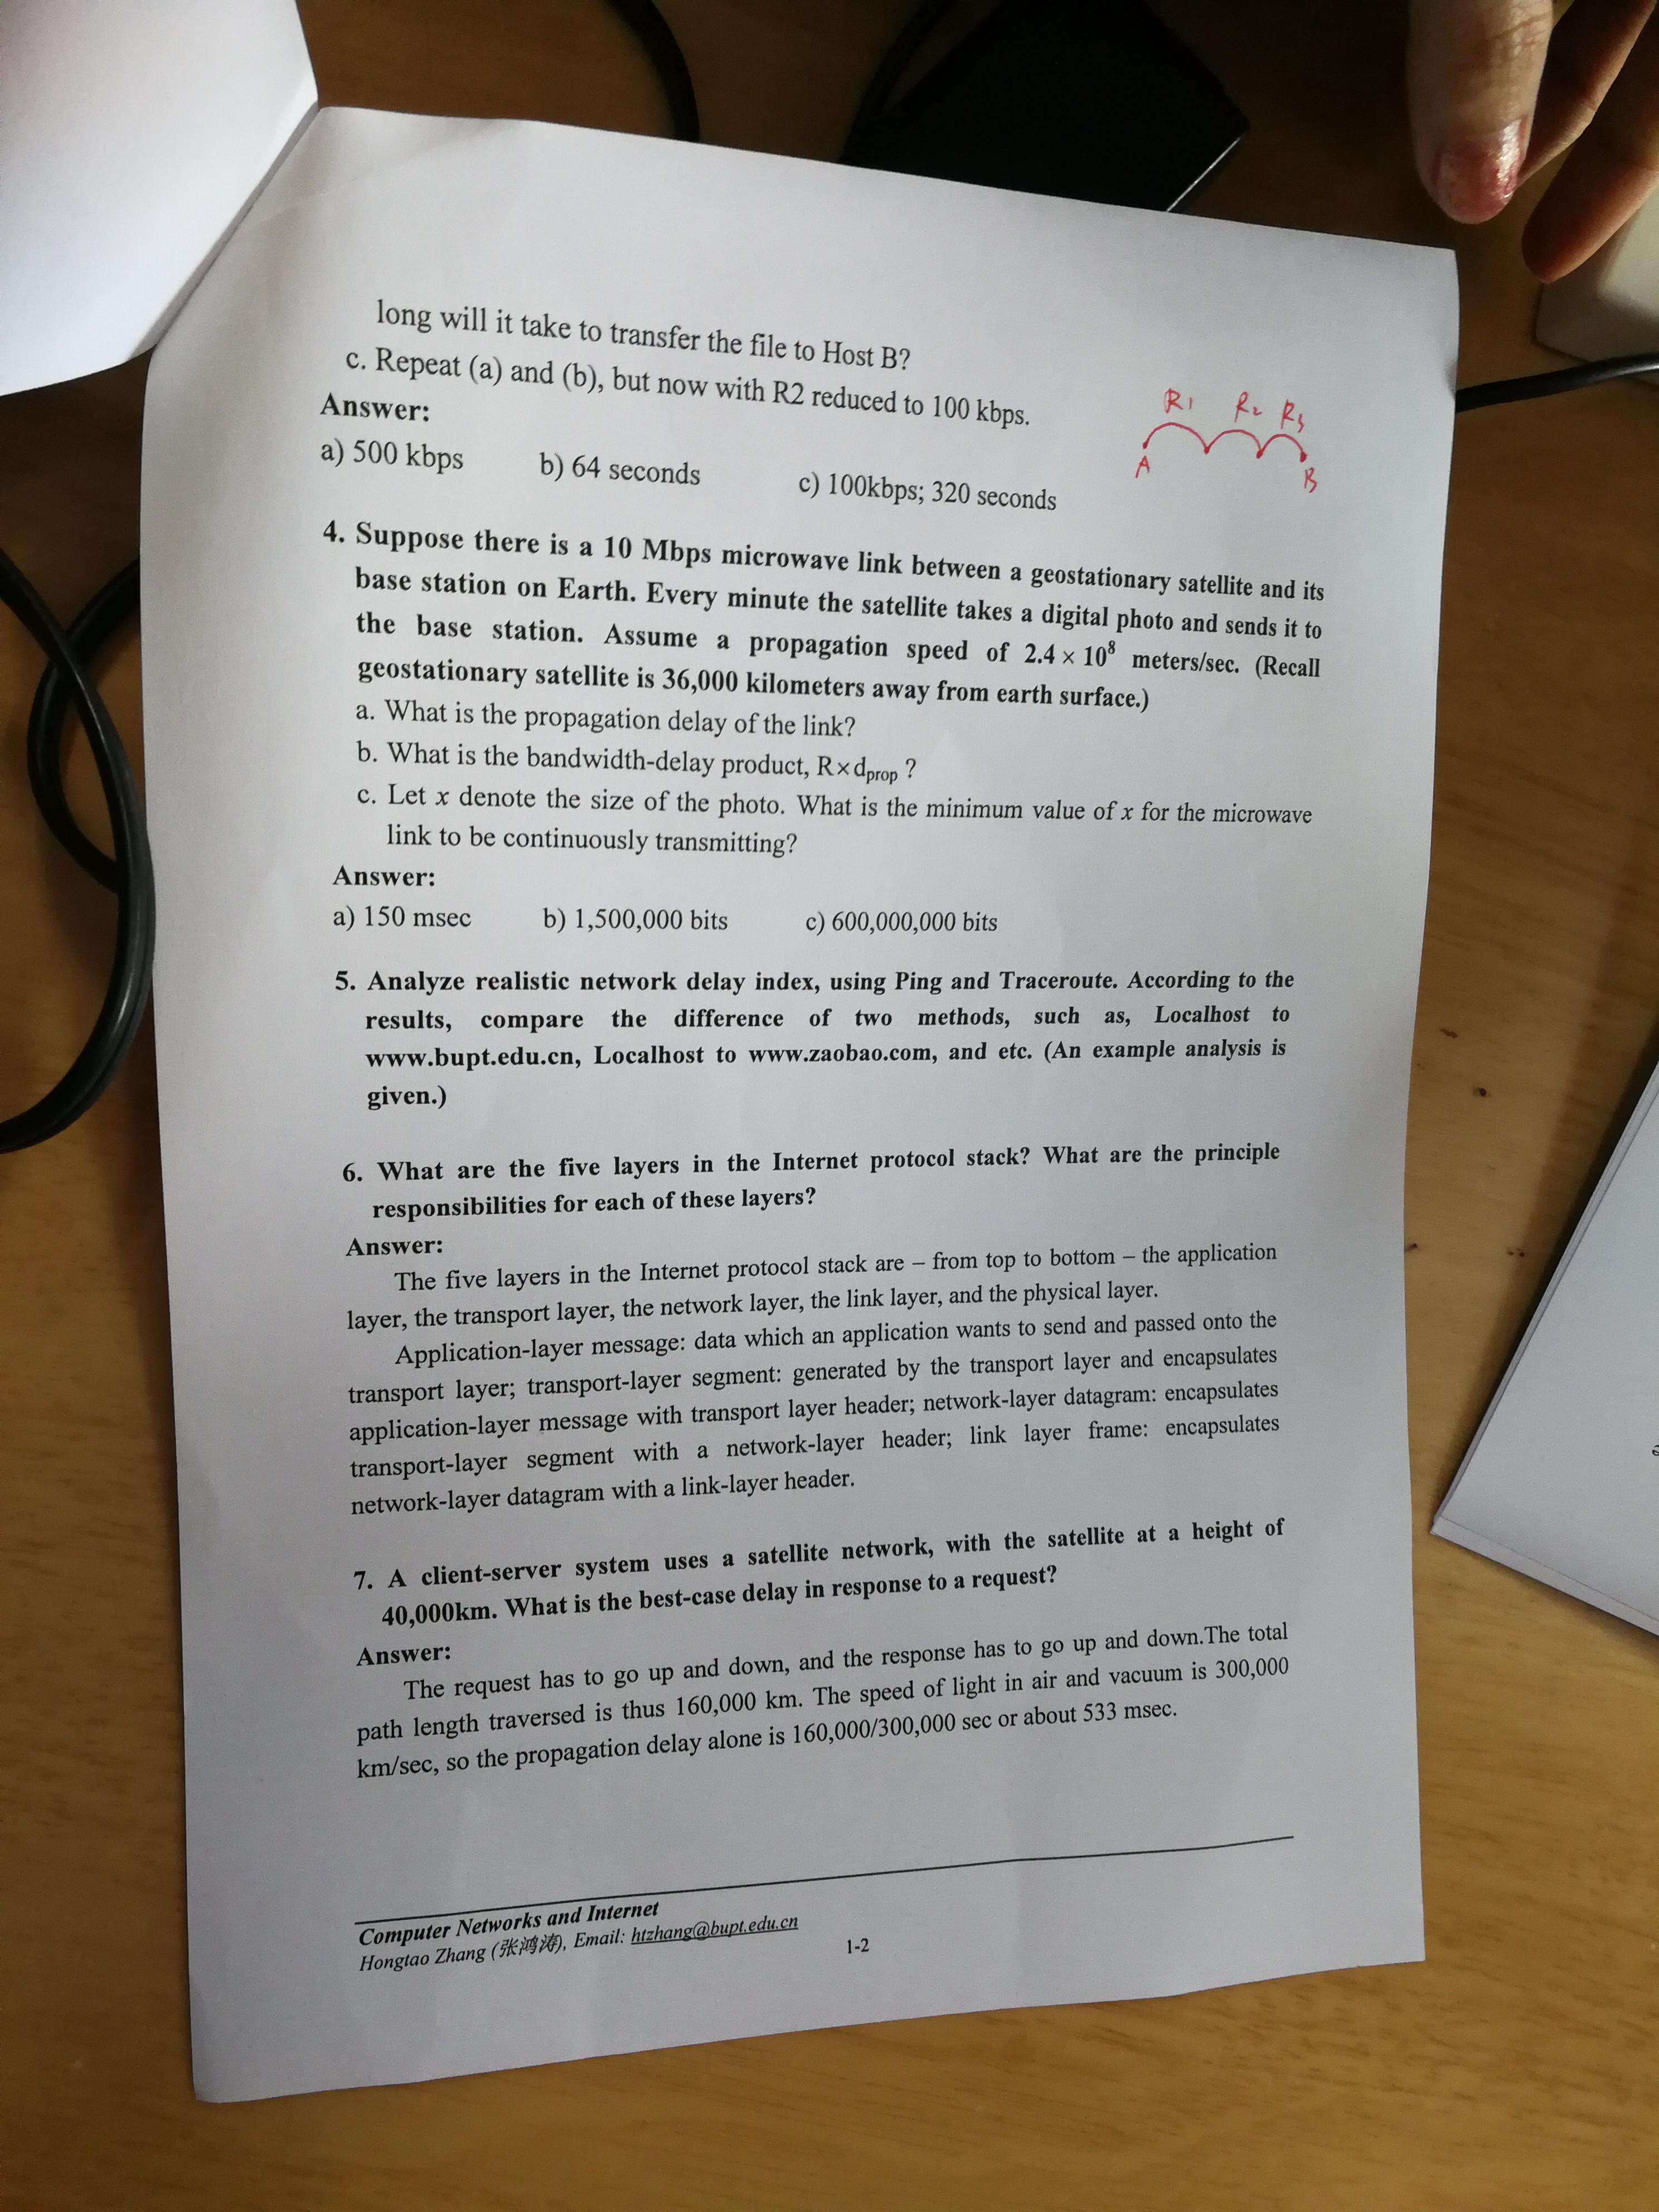 long will it take to transfer the file to Host B?
c. Repeat (a) and (b), but now with R2 reduced to 100 kbps.
R1 R2 R3
A B
Answer:
a) 500 kbps b) 64 seconds c) 100kbps; 320 seconds
4. Suppose there is a 10 Mbps microwave link between a geostationary satellite and its
base station on Earth. Every minute the satellite takes a digital photo and sends it to
the base station. Assume a propagation speed of 2.4 × 10⁸ meters/sec. (Recall
geostationary satellite is 36,000 kilometers away from earth surface.)
a. What is the propagation delay of the link?
b. What is the bandwidth-delay product, R×dprop ?
c. Let x denote the size of the photo. What is the minimum value of x for the microwave
link to be continuously transmitting?
Answer:
a) 150 msec b) 1,500,000 bits c) 600,000,000 bits
5. Analyze realistic network delay index, using Ping and Traceroute. According to the
results, compare the difference of two methods, such as, Localhost to
www.bupt.edu.cn, Localhost to www.zaobao.com, and etc. (An example analysis is
given.)
6. What are the five layers in the Internet protocol stack? What are the principle
responsibilities for each of these layers?
Answer:
The five layers in the Internet protocol stack are – from top to bottom – the application
layer, the transport layer, the network layer, the link layer, and the physical layer.
Application-layer message: data which an application wants to send and passed onto the
transport layer; transport-layer segment: generated by the transport layer and encapsulates
application-layer message with transport layer header; network-layer datagram: encapsulates
transport-layer segment with a network-layer header; link layer frame: encapsulates
network-layer datagram with a link-layer header.
7. A client-server system uses a satellite network, with the satellite at a height of
40,000km. What is the best-case delay in response to a request?
Answer:
The request has to go up and down, and the response has to go up and down.The total
path length traversed is thus 160,000 km. The speed of light in air and vacuum is 300,000
km/sec, so the propagation delay alone is 160,000/300,000 sec or about 533 msec.
Computer Networks and Internet
Hongtao Zhang (张鸿涛), Email: htzhang@bupt.edu.cn
1-2